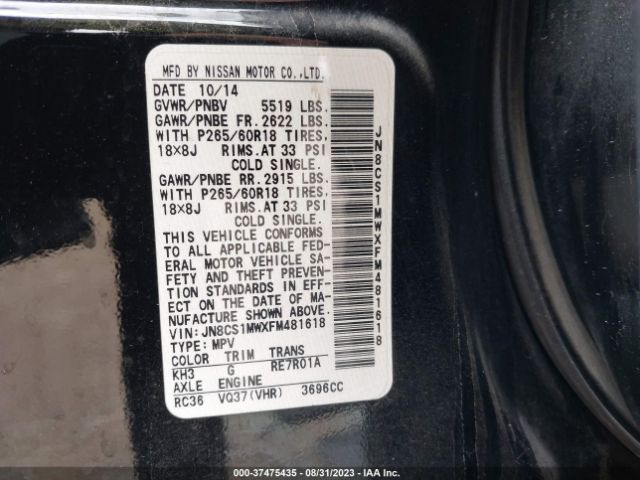 MFD BY NISSAN MOTOR CO.,LTD.
DATE 10/14
GVWR/PNBV 5519 LBS.
GAWR/PNBE FR. 2622 LBS.
WITH P265/60R18 TIRES,
18×8J RIMS.AT 33 PSI
COLD SINGLE.
GAWR/PNBE RR. 2915 LBS.
WITH P265/60R18 TIRES,
18×8J RIMS.AT 33 PSI
COLD SINGLE.
THIS VEHICLE CONFORMS
TO ALL APPLICABLE FED-
ERAL MOTOR VEHICLE SA-
FETY AND THEFT PREVEN-
TION STANDARDS IN EFF-
ECT ON THE DATE OF MA-
NUFACTURE SHOWN ABOVE.
VIN: JN8CS1MWXFM481618
TYPE: MPV
COLOR TRIM TRANS
KH3 G RE7R01A
AXLE ENGINE
RC36 VQ37(VHR) 3696CC
JN8CS1MWXFM481618
000-37475435 - 08/31/2023 - IAA Inc.